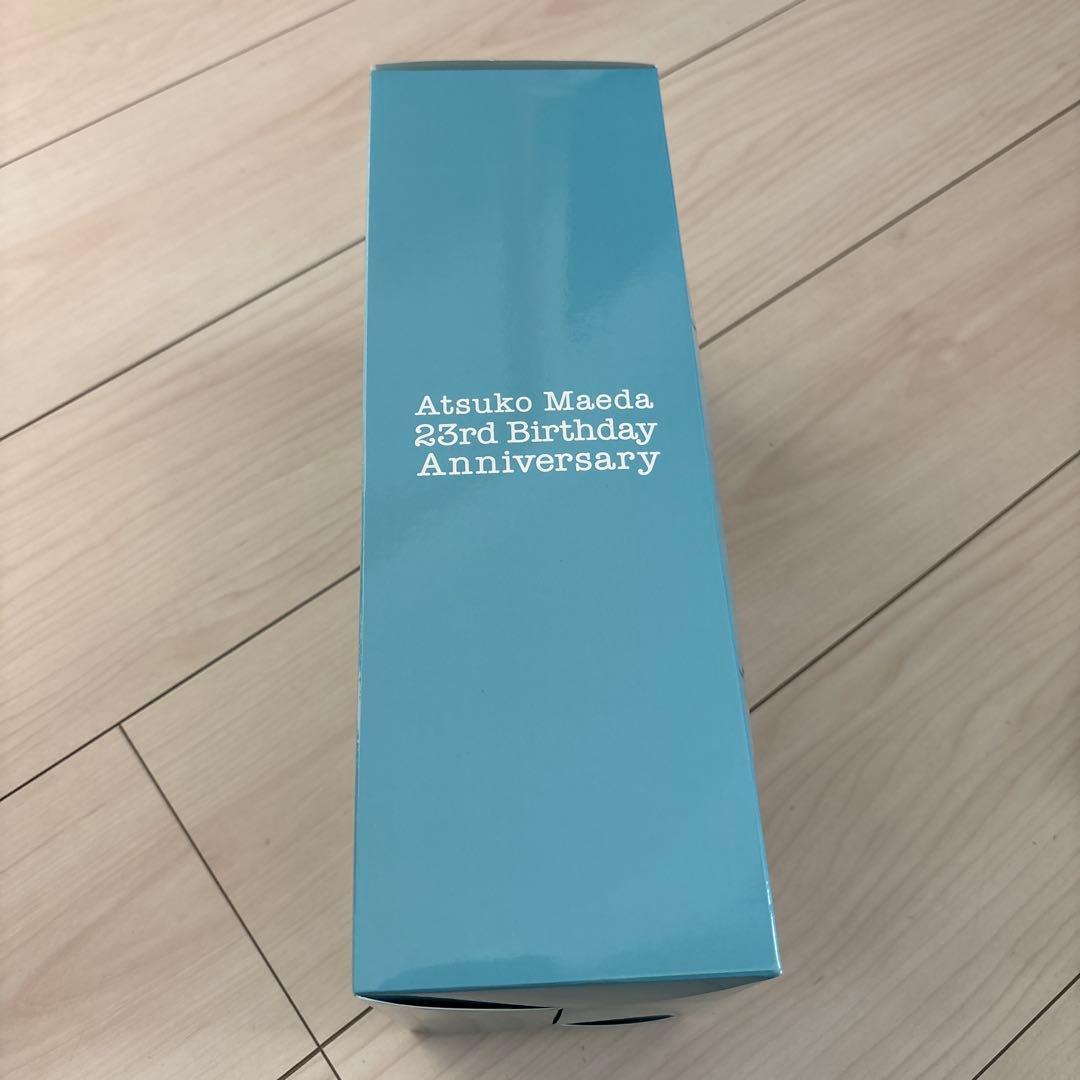 Atsuko Maeda
23rd Birthday
Anniversary